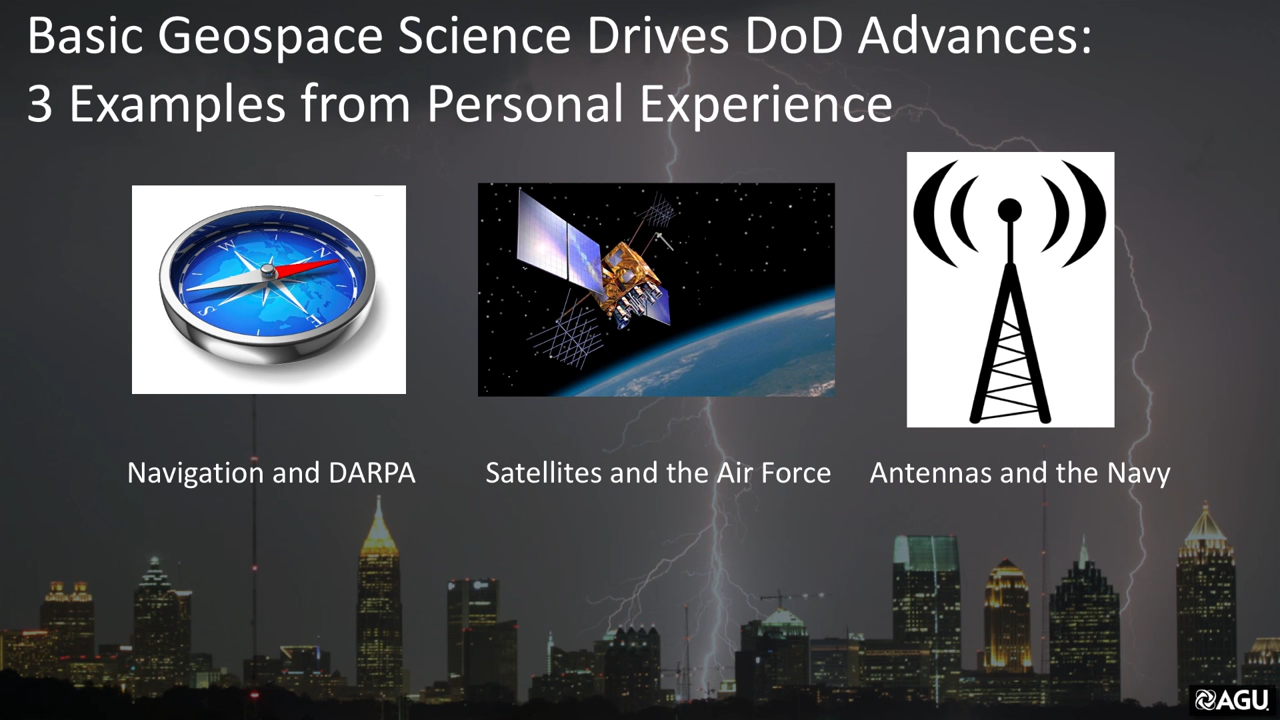 Basic Geospace Science Drives DoD Advances:
3 Examples from Personal Experience
W
N
S
E
Navigation and DARPA
Satellites and the Air Force
Antennas and the Navy
AGU